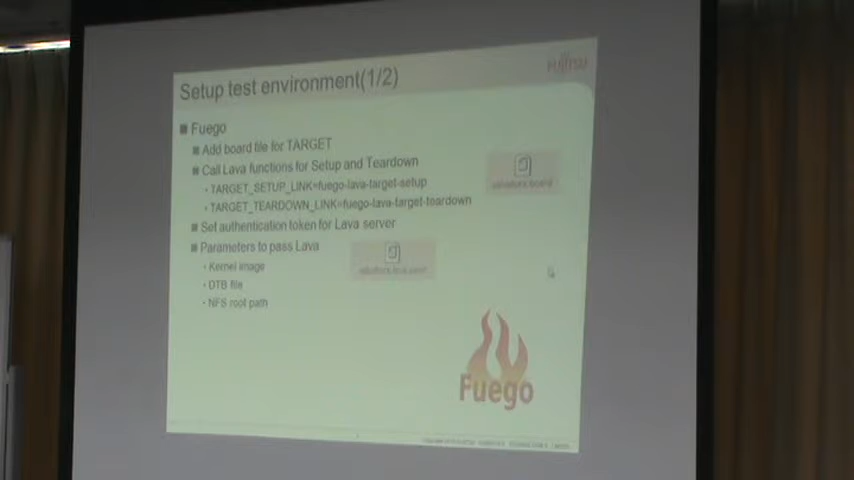 Setup test environment(1/2)
FUJITSU
Fuego
Add board file for TARGET
Call Lava functions for Setup and Teardown
TARGET_SETUP_LINK=fuego-lava-target-setup
TARGET_TEARDOWN_LINK=fuego-lava-target-teardown
Set authentication token for Lava server
Parameters to pass Lava
Kernel image
DTB file
NFS root path
Fuego